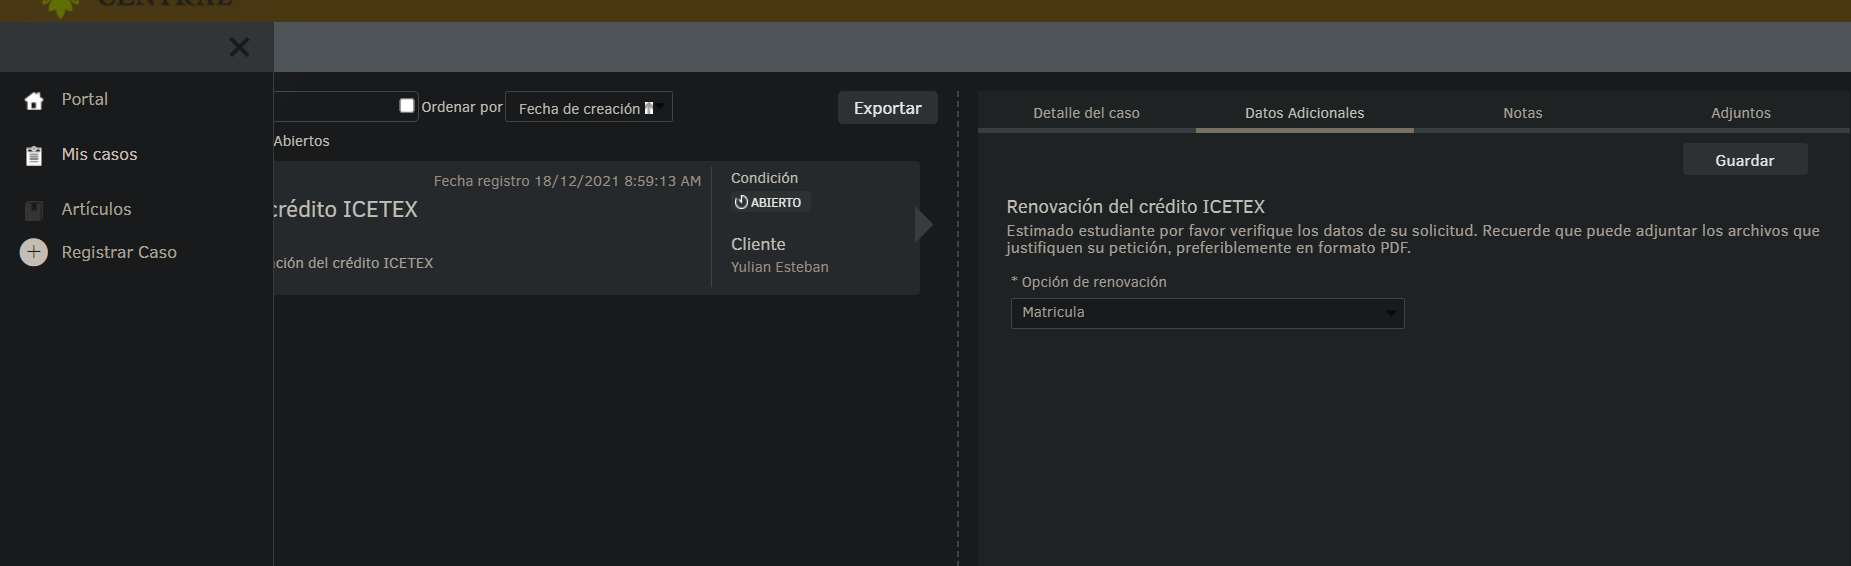 CENTRAL
Portal
Mis casos
Artículos
Registrar Caso
Ordenar por
Fecha de creación
Exportar
Abiertos
Fecha registro 18/12/2021 8:59:13 AM
crédito ICETEX
ción del crédito ICETEX
Condición
ABIERTO
Cliente
Yulian Esteban
Detalle del caso
Datos Adicionales
Notas
Adjuntos
Guardar
Renovación del crédito ICETEX
Estimado estudiante por favor verifique los datos de su solicitud. Recuerde que puede adjuntar los archivos que
justifiquen su petición, preferiblemente en formato PDF.
* Opción de renovación
Matricula